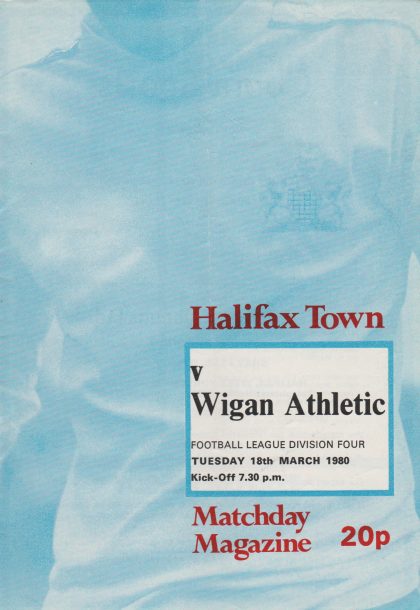 Halifax Town
v
Wigan Athletic
FOOTBALL LEAGUE DIVISION FOUR
TUESDAY 18th MARCH 1980
Kick-Off 7.30 p.m.
Matchday
Magazine 20p